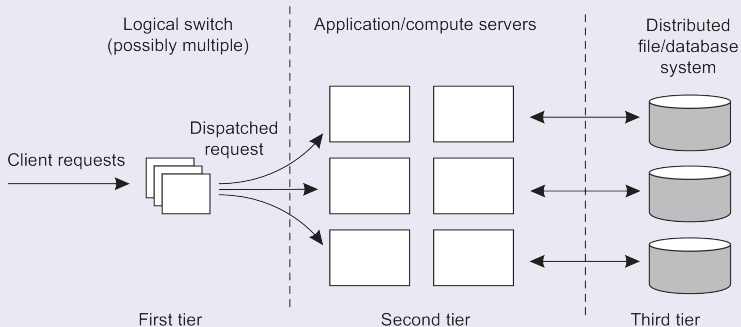 Logical switch
(possibly multiple)
Application/compute servers
Distributed
file/database
system
Dispatched
request
Client requests
First tier
Second tier
Third tier